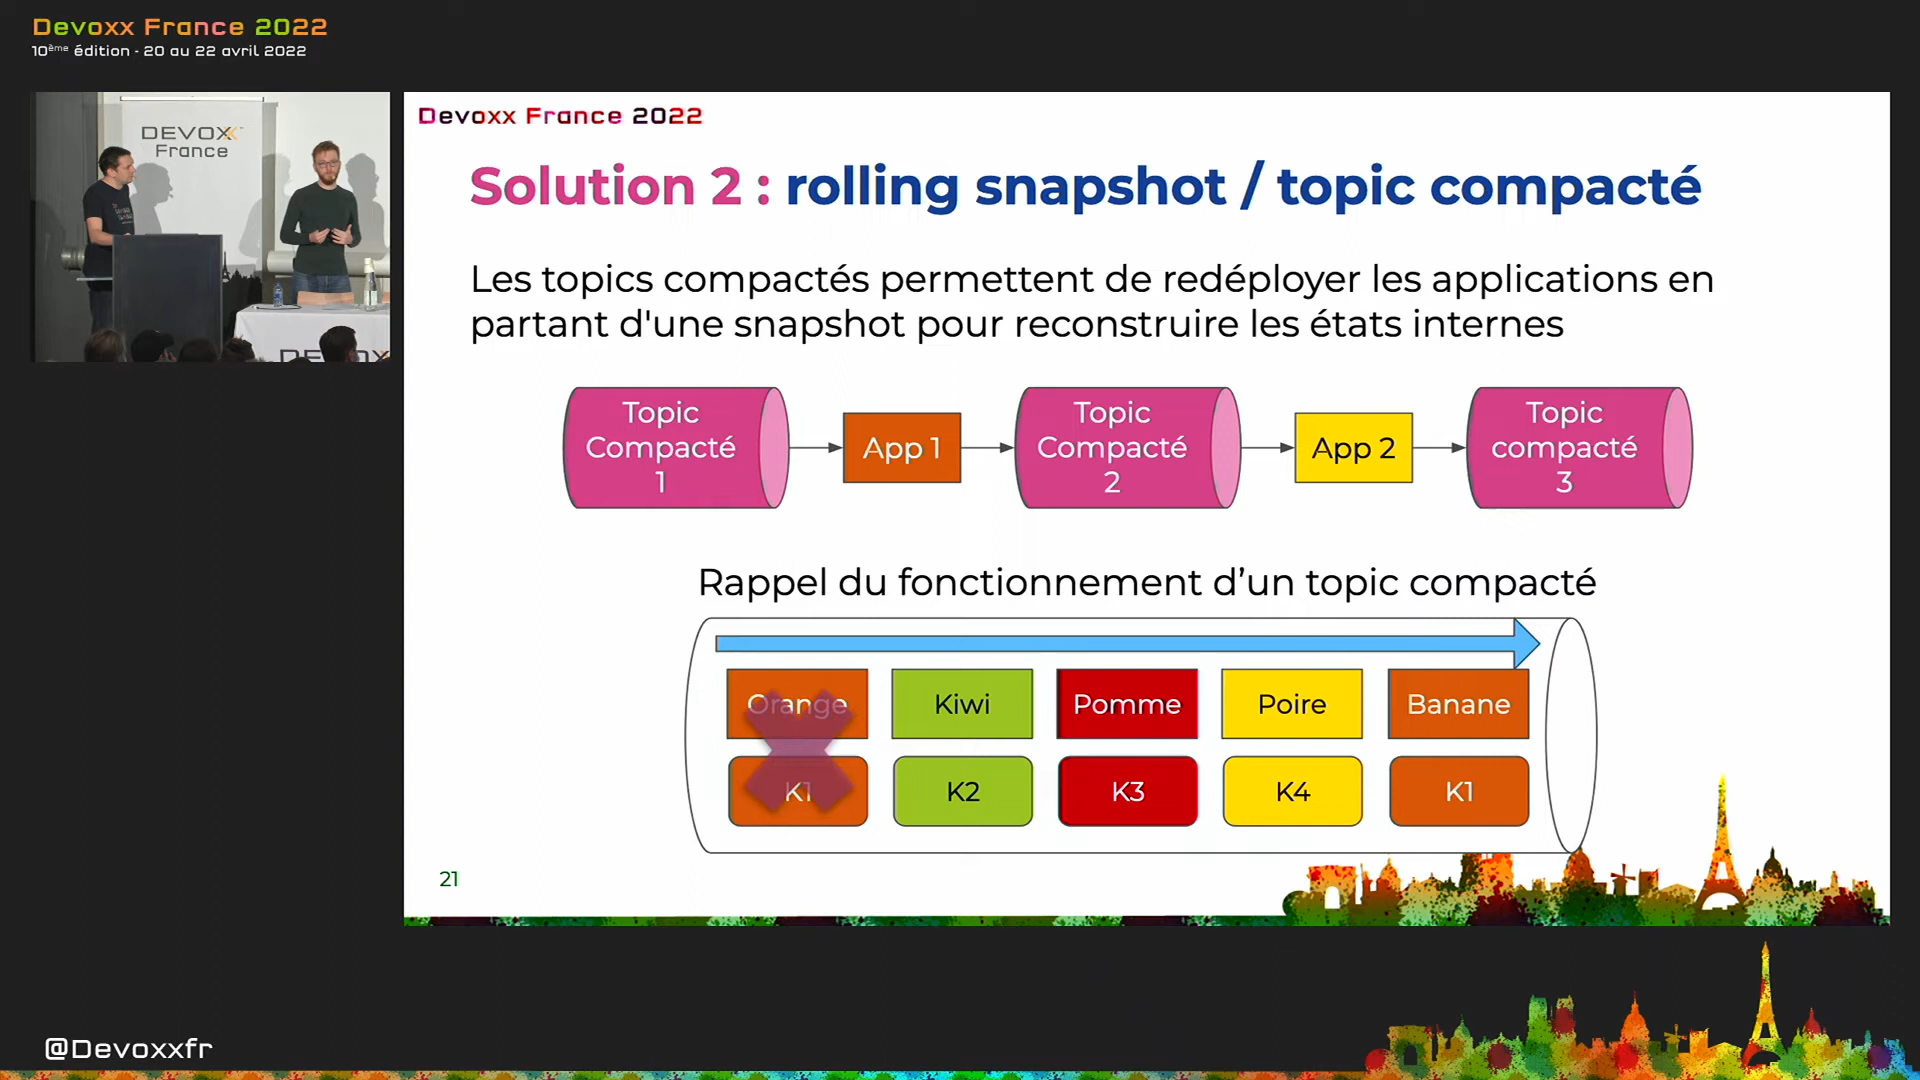 Devoxx France 2022
10ème édition - 20 au 22 avril 2022
DEVOXX
France
DEVOX
Devoxx France 2022
Solution 2 : rolling snapshot / topic compacté
Les topics compactés permettent de redéployer les applications en
partant d'une snapshot pour reconstruire les états internes
Topic
Compacté
1
App 1
Topic
Compacté
2
App 2
Topic
compacté
3
Rappel du fonctionnement d’un topic compacté
Orange
Kiwi
Pomme
Poire
Banane
K1
K2
K3
K4
K1
21
@Devoxxfr